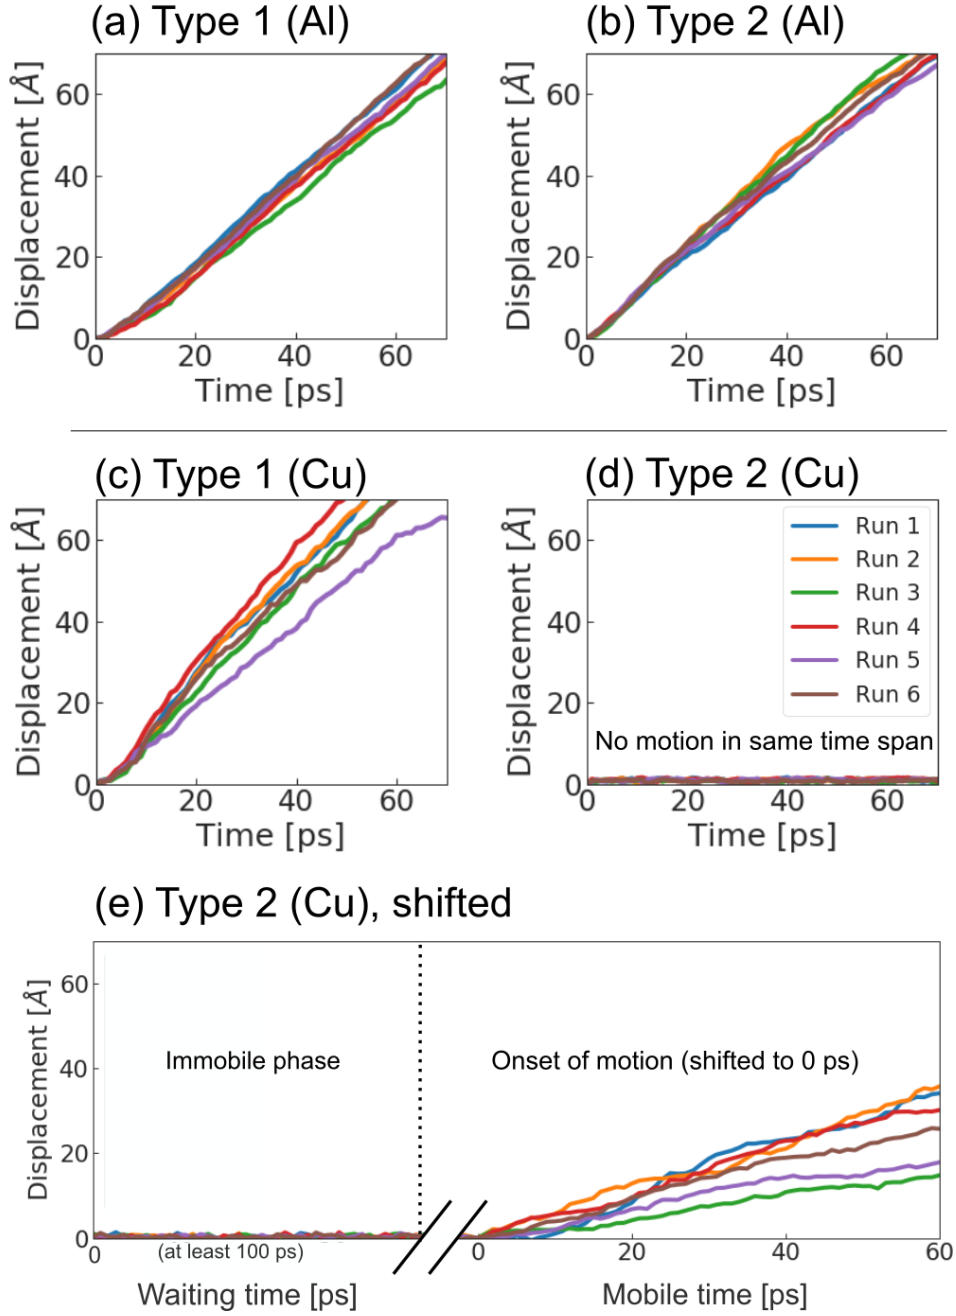 (a) Type 1 (Al)
(b) Type 2 (Al)
Displacement [Å]
60
40
20
0
0 20 40 60
Time [ps]
Displacement [Å]
60
40
20
0
0 20 40 60
Time [ps]
(c) Type 1 (Cu)
(d) Type 2 (Cu)
Displacement [Å]
60
40
20
0
0 20 40 60
Time [ps]
Displacement [Å]
60
40
20
0
Run 1
Run 2
Run 3
Run 4
Run 5
Run 6
No motion in same time span
0 20 40 60
Time [ps]
(e) Type 2 (Cu), shifted
Displacement [Å]
60
40
20
0
Immobile phase
Onset of motion (shifted to 0 ps)
(at least 100 ps)
0
0 20 40 60
Waiting time [ps]
Mobile time [ps]